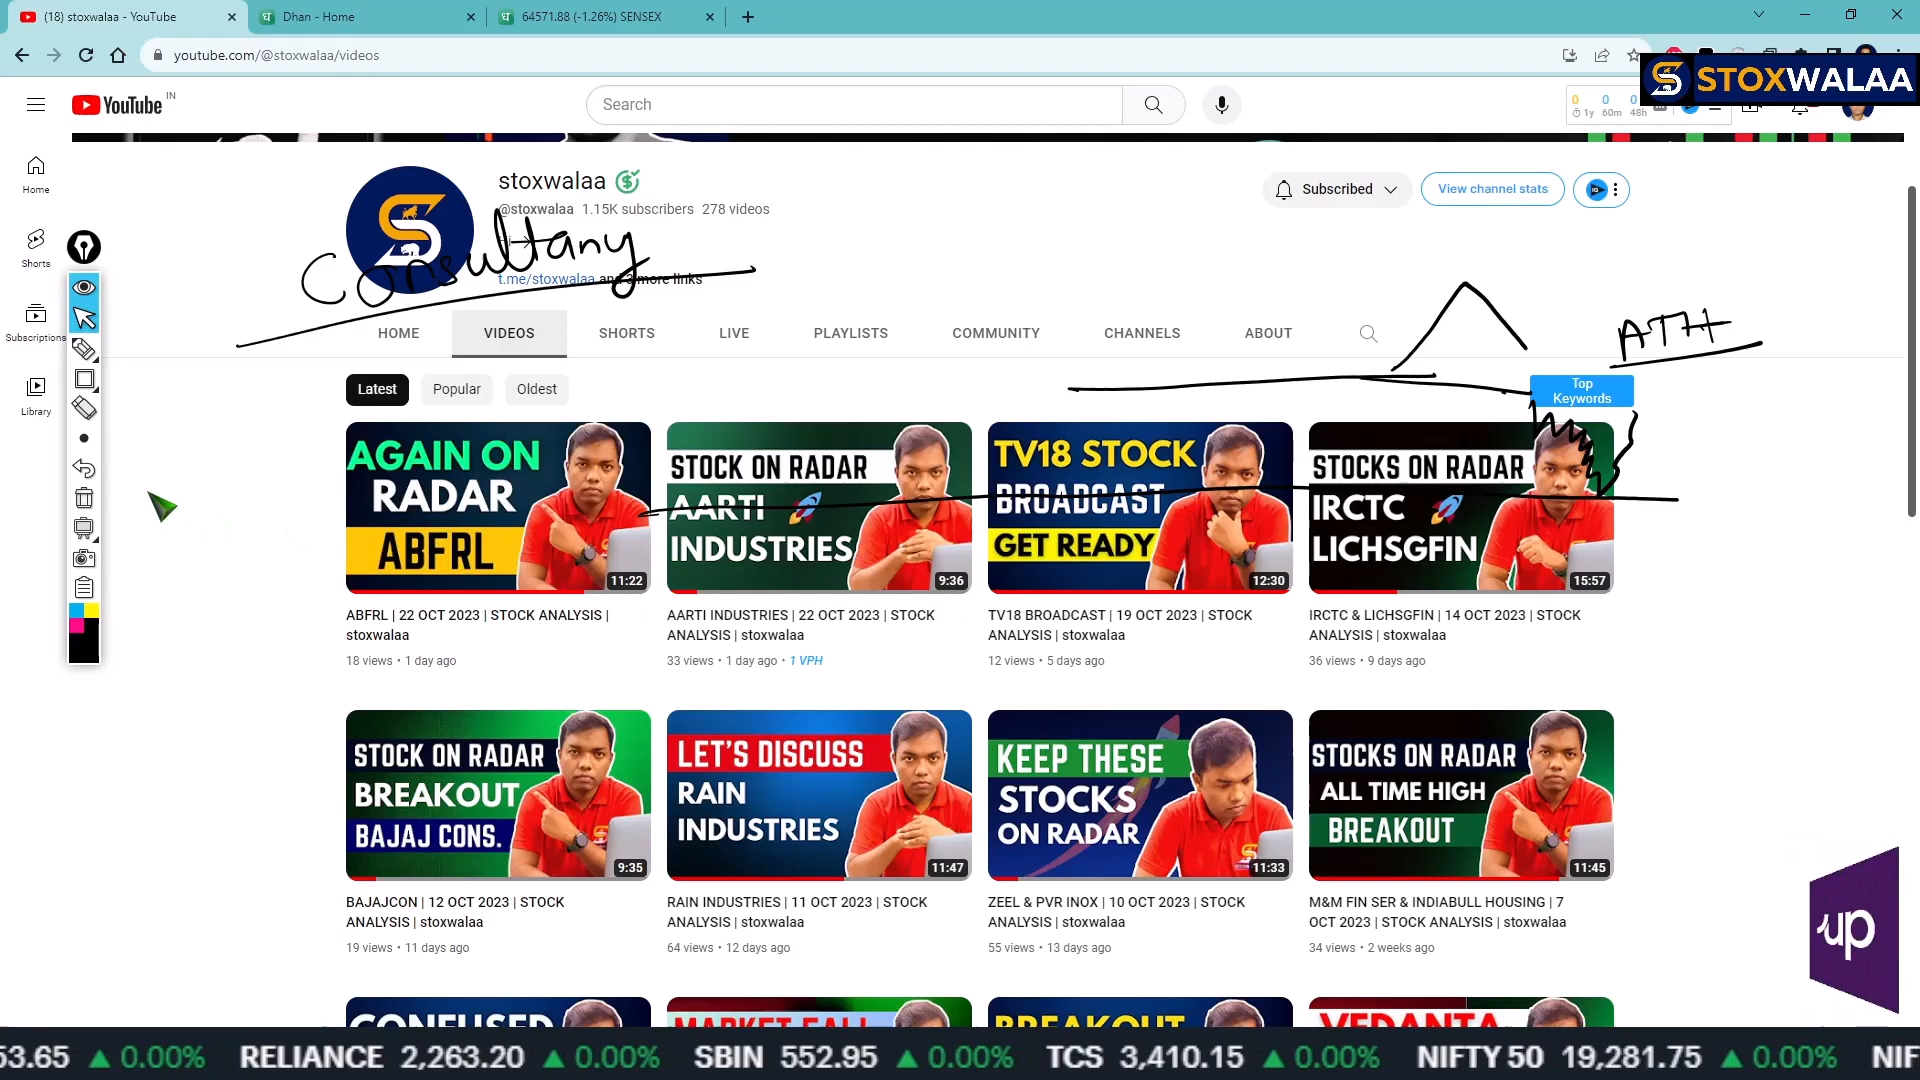 (18) stoxwalaa - YouTube
Dhan - Home
64571.88 (-1.26%) SENSEX
youtube.com/@stoxwalaa/videos
STOXWALAA
YouTube IN
Search
0 0 0
1y 60m 48h
Home
Shorts
Subscriptions
Library
stoxwalaa
@stoxwalaa 1.15K subscribers 278 videos
Consultany
t.me/stoxwalaa and 3 more links
Subscribed
View channel stats
HOME VIDEOS SHORTS LIVE PLAYLISTS COMMUNITY CHANNELS ABOUT
ATH
Latest Popular Oldest
Top
Keywords
AGAIN ON
RADAR
ABFRL
11:22
STOCK ON RADAR
AARTI
INDUSTRIES
9:36
TV18 STOCK
BROADCAST
GET READY
12:30
STOCKS ON RADAR
IRCTC
LICHSGFIN
15:57
ABFRL | 22 OCT 2023 | STOCK ANALYSIS |
stoxwalaa
18 views • 1 day ago
AARTI INDUSTRIES | 22 OCT 2023 | STOCK
ANALYSIS | stoxwalaa
33 views • 1 day ago • 1 VPH
TV18 BROADCAST | 19 OCT 2023 | STOCK
ANALYSIS | stoxwalaa
12 views • 5 days ago
IRCTC & LICHSGFIN | 14 OCT 2023 | STOCK
ANALYSIS | stoxwalaa
36 views • 9 days ago
STOCK ON RADAR
BREAKOUT
BAJAJ CONS.
9:35
LET'S DISCUSS
RAIN
INDUSTRIES
11:47
KEEP THESE
STOCKS
ON RADAR
11:33
STOCKS ON RADAR
ALL TIME HIGH
BREAKOUT
11:45
BAJAJCON | 12 OCT 2023 | STOCK
ANALYSIS | stoxwalaa
19 views • 11 days ago
RAIN INDUSTRIES | 11 OCT 2023 | STOCK
ANALYSIS | stoxwalaa
64 views • 12 days ago
ZEEL & PVR INOX | 10 OCT 2023 | STOCK
ANALYSIS | stoxwalaa
55 views • 13 days ago
M&M FIN SER & INDIABULL HOUSING | 7
OCT 2023 | STOCK ANALYSIS | stoxwalaa
34 views • 2 weeks ago
up
CONFUSED
MARKET FALL
BREAKOUT
VEDANTA
53.65 ▲ 0.00% RELIANCE 2,263.20 ▲ 0.00% SBIN 552.95 ▲ 0.00% TCS 3,410.15 ▲ 0.00% NIFTY 50 19,281.75 ▲ 0.00% NIF